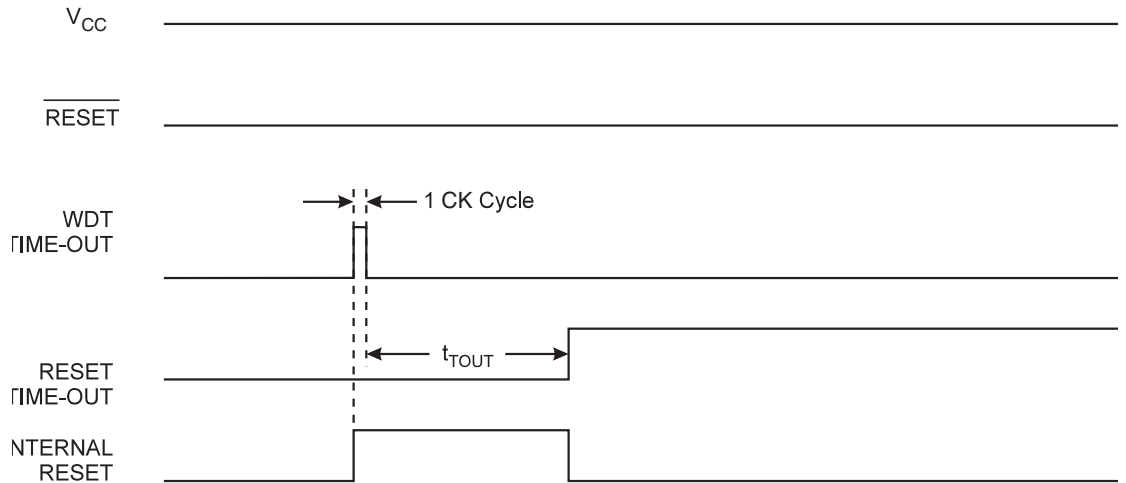 VCC
RESET
1 CK Cycle
WDT
TIME-OUT
tTOUT
RESET
TIME-OUT
NTERNAL
RESET